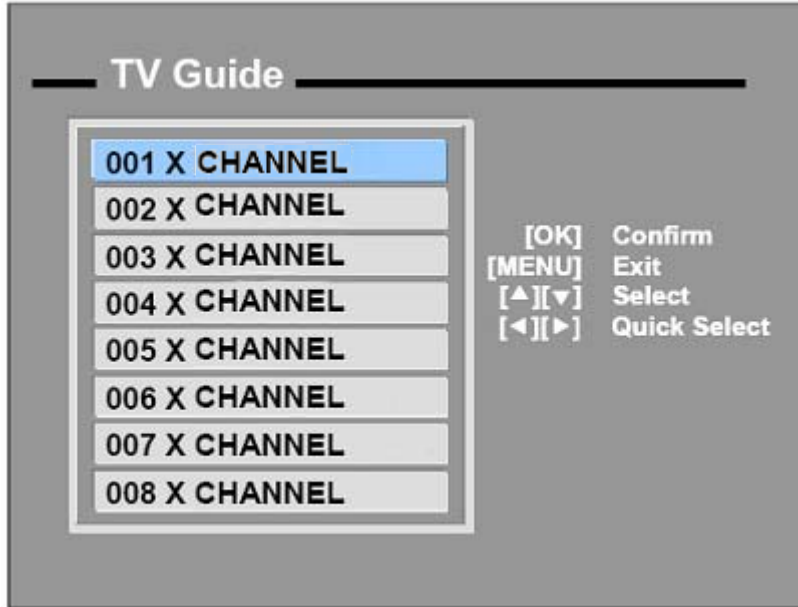 TV Guide
001 X CHANNEL
002 X CHANNEL
003 X CHANNEL
004 X CHANNEL
005 X CHANNEL
006 X CHANNEL
007 X CHANNEL
008 X CHANNEL
[OK] Confirm
[MENU] Exit
[▲][▼] Select
[◀][▶] Quick Select